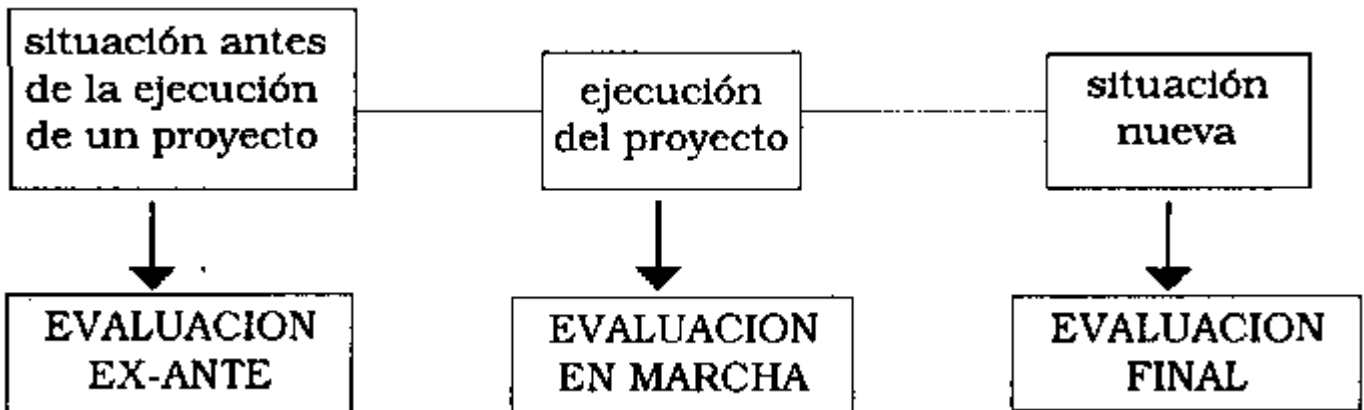 situación antes
de la ejecución
de un proyecto
ejecución
del proyecto
situación
nueva
EVALUACION
EX-ANTE
EVALUACION
EN MARCHA
EVALUACION
FINAL